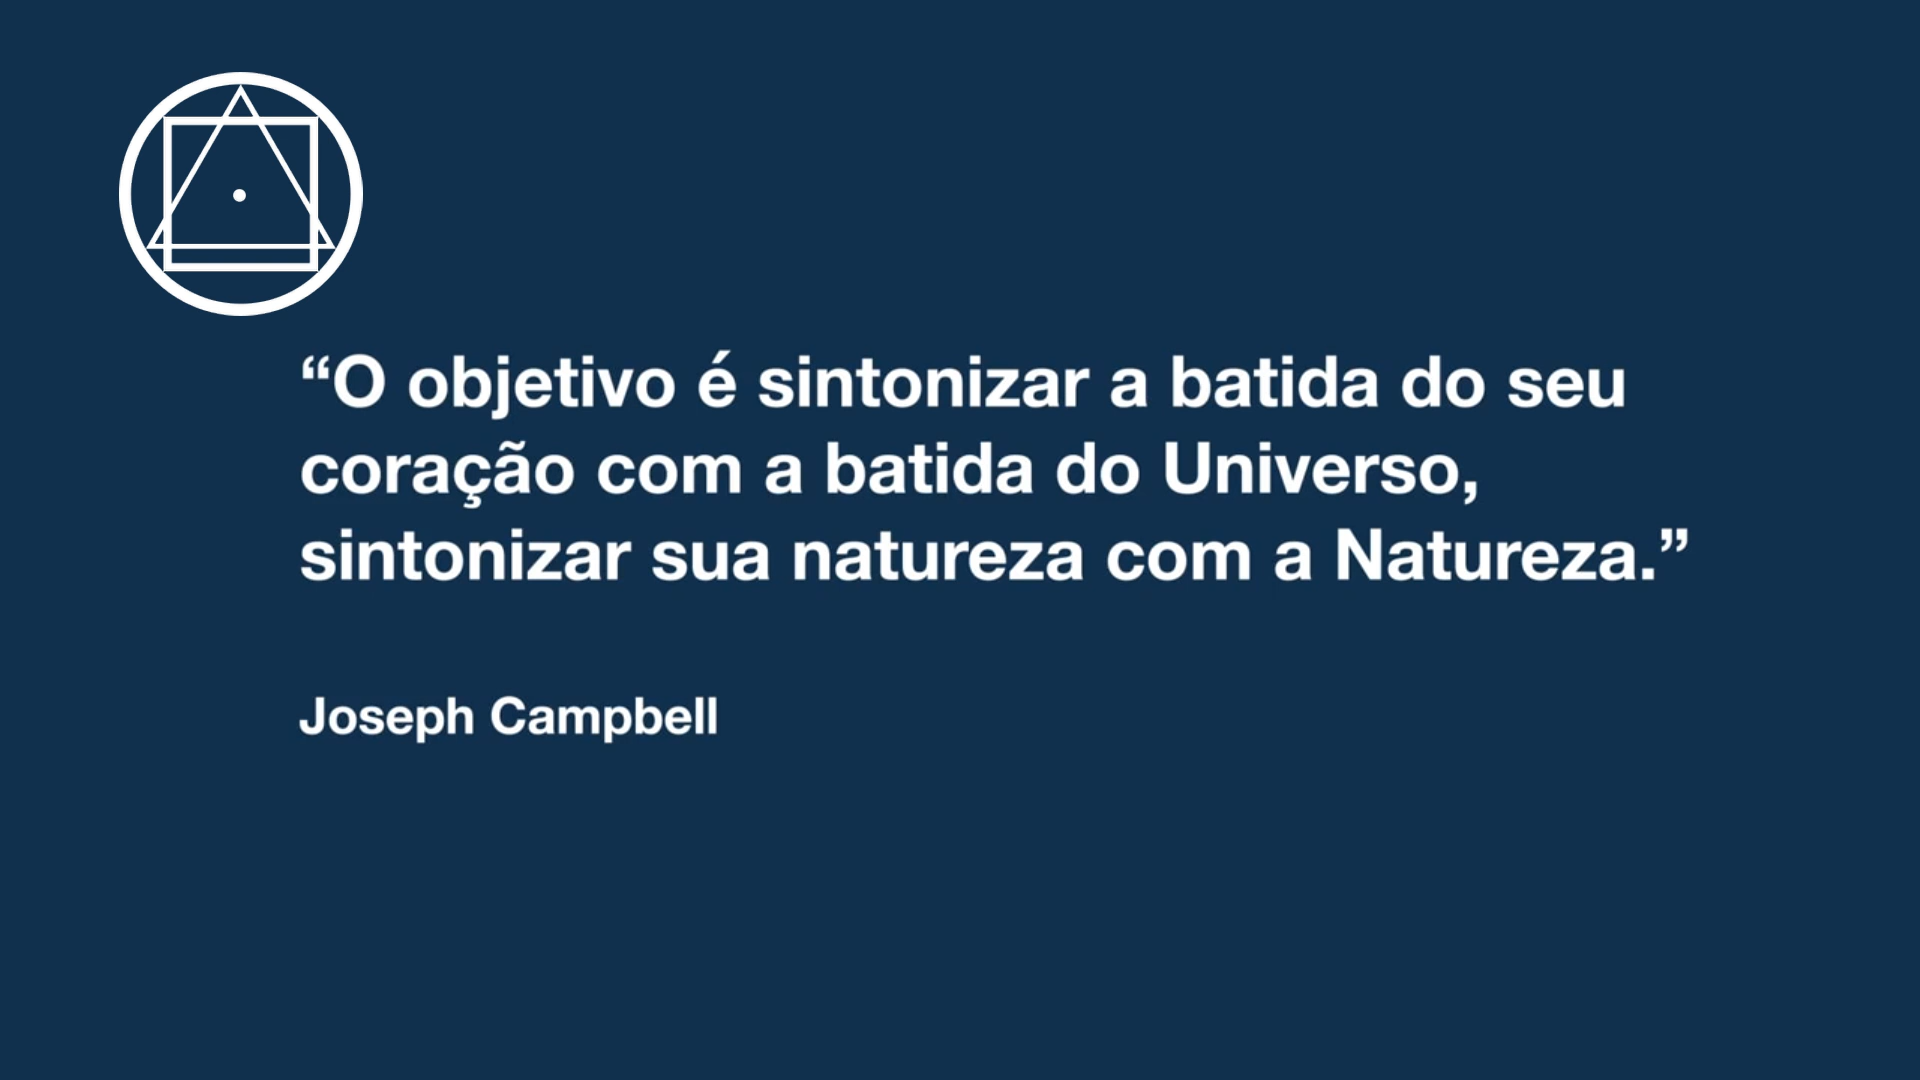 “O objetivo é sintonizar a batida do seu
coração com a batida do Universo,
sintonizar sua natureza com a Natureza.”
Joseph Campbell